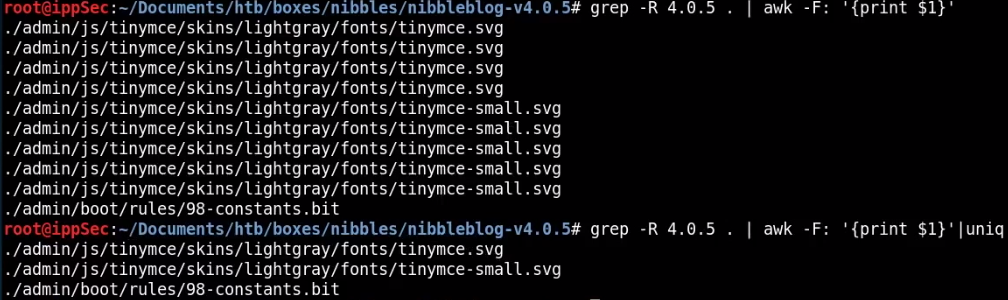 root@ippSec:~/Documents/htb/boxes/nibbles/nibbleblog-v4.0.5# grep -R 4.0.5 . | awk -F: '{print $1}'
./admin/js/tinymce/skins/lightgray/fonts/tinymce.svg
./admin/js/tinymce/skins/lightgray/fonts/tinymce.svg
./admin/js/tinymce/skins/lightgray/fonts/tinymce.svg
./admin/js/tinymce/skins/lightgray/fonts/tinymce.svg
./admin/js/tinymce/skins/lightgray/fonts/tinymce-small.svg
./admin/js/tinymce/skins/lightgray/fonts/tinymce-small.svg
./admin/js/tinymce/skins/lightgray/fonts/tinymce-small.svg
./admin/js/tinymce/skins/lightgray/fonts/tinymce-small.svg
./admin/js/tinymce/skins/lightgray/fonts/tinymce-small.svg
./admin/boot/rules/98-constants.bit
root@ippSec:~/Documents/htb/boxes/nibbles/nibbleblog-v4.0.5# grep -R 4.0.5 . | awk -F: '{print $1}'|uniq
./admin/js/tinymce/skins/lightgray/fonts/tinymce.svg
./admin/js/tinymce/skins/lightgray/fonts/tinymce-small.svg
./admin/boot/rules/98-constants.bit